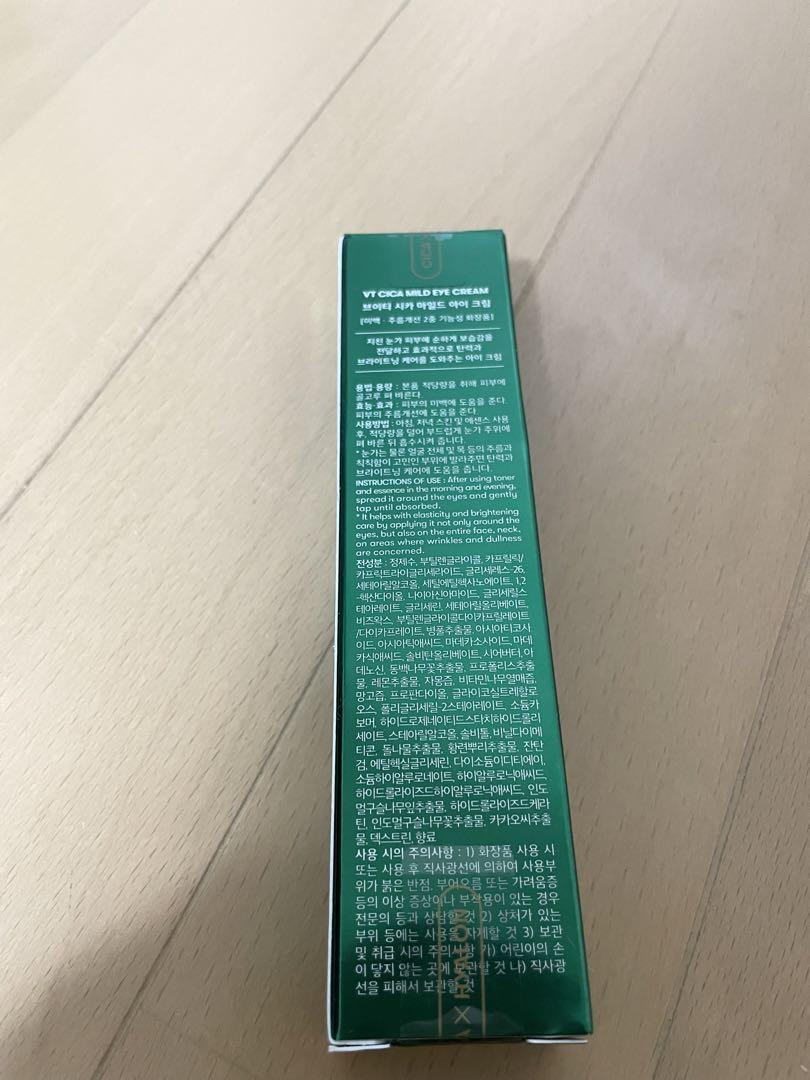 CICA
VT CICA MILD EYE CREAM
브이티 시카 마일드 아이 크림
[미백 · 주름개선 2중 기능성 화장품]
지친 눈가 피부에 순하게 보습감을
전달하고 효과적으로 탄력과
브라이트닝 케어를 도와주는 아이 크림
용법·용량 : 본품 적당량을 취해 피부에
골고루 펴 바른다.
효능·효과 : 피부의 미백에 도움을 준다.
피부의 주름개선에 도움을 준다
사용방법 : 아침, 저녁 스킨 및 에센스 사용
후, 적당량을 덜어 부드럽게 눈가 주위에
펴 바른 뒤 흡수시켜 줍니다.
* 눈가는 물론 얼굴 전체 및 목 등의 주름과
칙칙함이 고민인 부위에 발라주면 탄력과
브라이트닝 케어에 도움을 줍니다.
INSTRUCTIONS OF USE : After using toner
and essence in the morning and evening,
spread it around the eyes and gently
tap until absorbed.
* It helps with elasticity and brightening
care by applying it not only around the
eyes, but also on the entire face, neck,
on areas where wrinkles and dullness
are concerned.
전성분 : 정제수, 부틸렌글라이콜, 카프릴릭/
카프릭트라이글리세라이드, 글리세레스-26,
세테아릴알코올, 세틸에틸헥사노에이트, 1,2
-헥산다이올, 나이아신아마이드, 글리세릴스
테아레이트, 글리세린, 세테아릴올리베이트,
비즈왁스, 부틸렌글라이콜다이카프릴레이트
/다이카프레이트, 병풀추출물, 아시아티코사
이드, 아시아틱애씨드, 마데카소사이드, 마데
카식애씨드, 솔비탄올리베이트, 시어버터, 아
데노신, 동백나무꽃추출물, 프로폴리스추출
물, 레몬추출물, 자몽즙, 비타민나무열매즙,
망고즙, 프로판다이올, 글라이코실트레할로
오스, 폴리글리세릴-2스테아레이트, 소듐카
보머, 하이드로제네이티드스타치하이드롤리
세이트, 스테아릴알코올, 솔비톨, 비닐다이메
티콘, 돌나물추출물, 황련뿌리추출물, 잔탄
검, 에틸헥실글리세린, 다이소듐이디티에이,
소듐하이알루로네이트, 하이알루로닉애씨드,
하이드롤라이즈드하이알루로닉애씨드, 인도
멀구슬나무잎추출물, 하이드롤라이즈드케라
틴, 인도멀구슬나무꽃추출물, 카카오씨추출
물, 덱스트린, 향료
사용 시의 주의사항 : 1) 화장품 사용 시
또는 사용 후 직사광선에 의하여 사용부
위가 붉은 반점, 부어오름 또는 가려움증
등의 이상 증상이나 부작용이 있는 경우
전문의 등과 상담할 것 2) 상처가 있는
부위 등에는 사용을 자제할 것 3) 보관
및 취급 시의 주의사항 가) 어린이의 손
이 닿지 않는 곳에 보관할 것 나) 직사광
선을 피해서 보관할 것
X HYALON